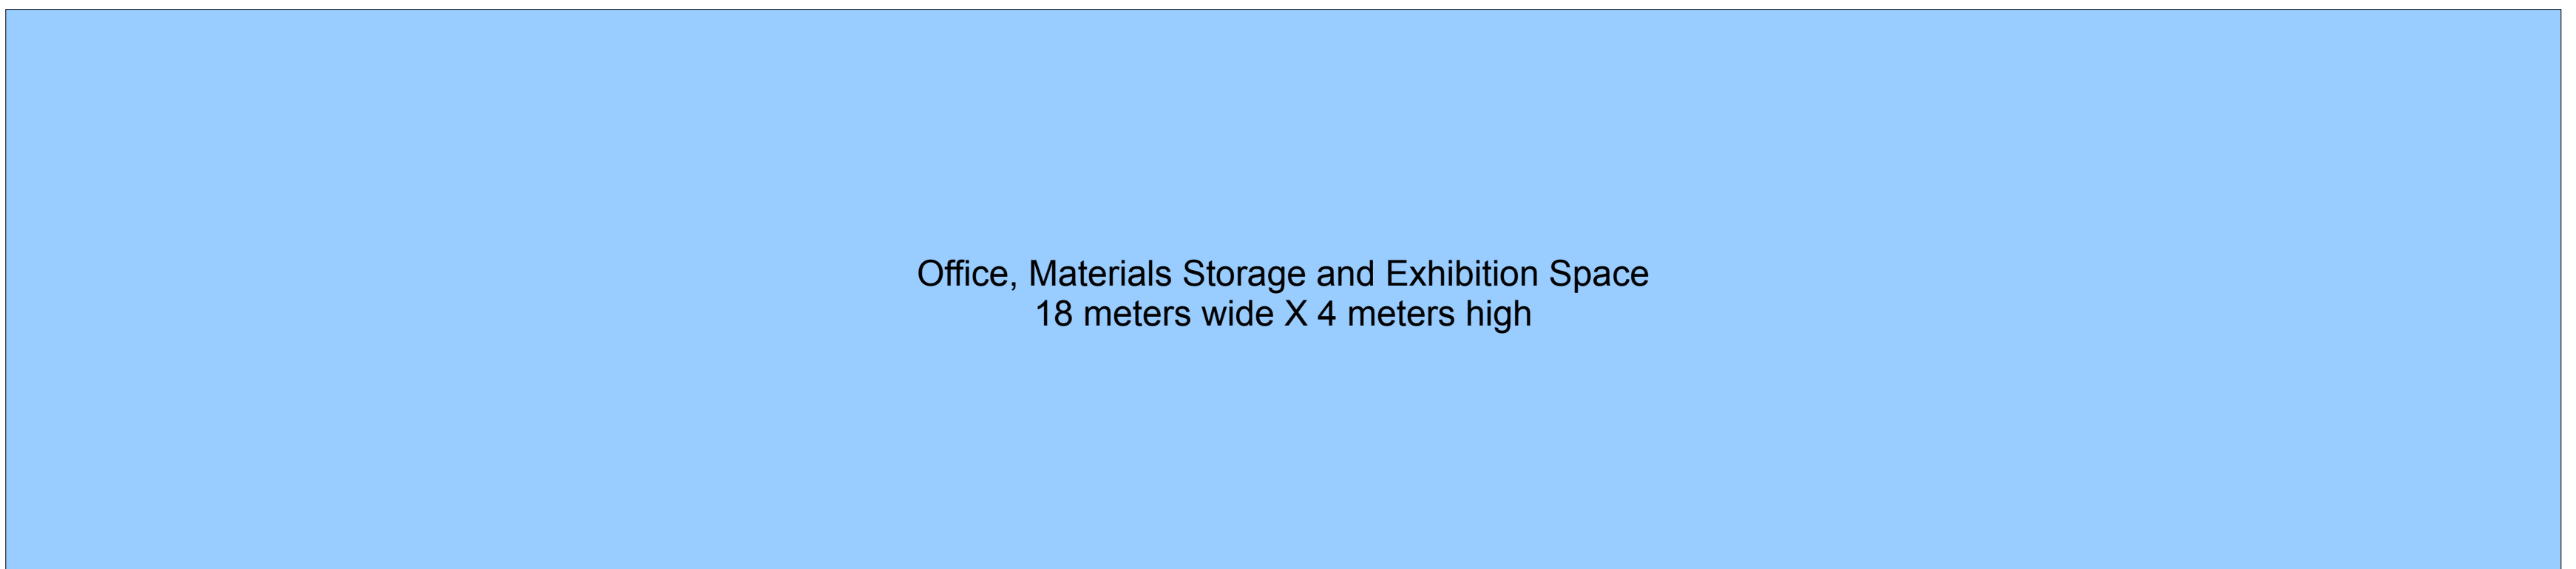 Office, Materials Storage and Exhibition Space
18 meters wide X 4 meters high